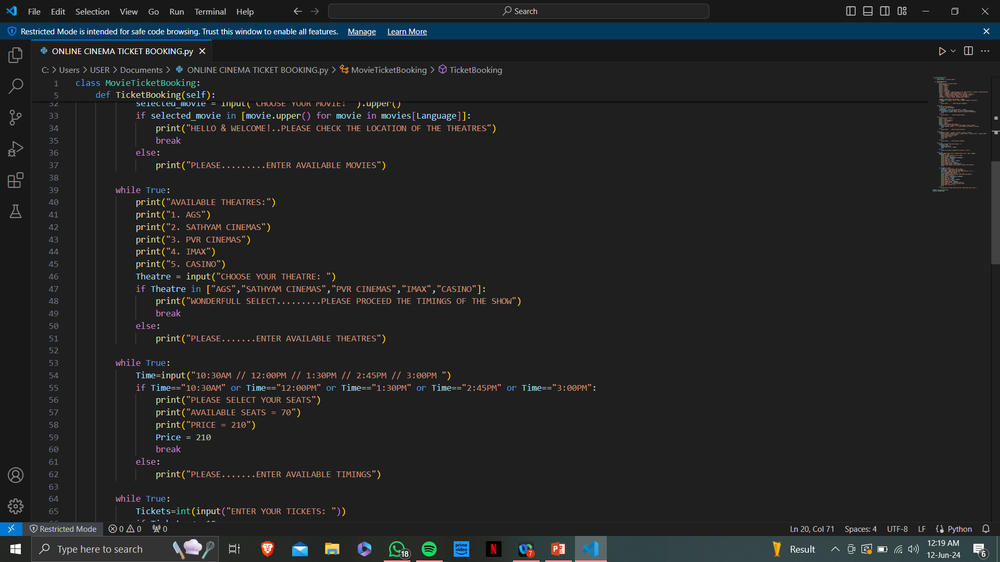 File Edit Selection View Go Run Terminal Help Search
Restricted Mode is intended for safe code browsing. Trust this window to enable all features. Manage Learn More
ONLINE CINEMA TICKET BOOKING.py
C: > Users > USER > Documents > ONLINE CINEMA TICKET BOOKING.py > MovieTicketBooking > TicketBooking
1 class MovieTicketBooking:
5 def TicketBooking(self):
32 selected_movie = input("CHOOSE YOUR MOVIE: ").upper()
33 if selected_movie in [movie.upper() for movie in movies[Language]]:
34 print("HELLO & WELCOME!..PLEASE CHECK THE LOCATION OF THE THEATRES")
35 break
36 else:
37 print("PLEASE.........ENTER AVAILABLE MOVIES")
38
39 while True:
40 print("AVAILABLE THEATRES:")
41 print("1. AGS")
42 print("2. SATHYAM CINEMAS")
43 print("3. PVR CINEMAS")
44 print("4. IMAX")
45 print("5. CASINO")
46 Theatre = input("CHOOSE YOUR THEATRE: ")
47 if Theatre in ["AGS","SATHYAM CINEMAS","PVR CINEMAS","IMAX","CASINO"]:
48 print("WONDERFULL SELECT.........PLEASE PROCEED THE TIMINGS OF THE SHOW")
49 break
50 else:
51 print("PLEASE.......ENTER AVAILABLE THEATRES")
52
53 while True:
54 Time=input("10:30AM // 12:00PM // 1:30PM // 2:45PM // 3:00PM ")
55 if Time=="10:30AM" or Time=="12:00PM" or Time=="1:30PM" or Time=="2:45PM" or Time=="3:00PM":
56 print("PLEASE SELECT YOUR SEATS")
57 print("AVAILABLE SEATS = 70")
58 print("PRICE = 210")
59 Price = 210
60 break
61 else:
62 print("PLEASE.......ENTER AVAILABLE TIMINGS")
63
64 while True:
65 Tickets=int(input("ENTER YOUR TICKETS: "))
Restricted Mode 0 0 0 Ln 20, Col 71 Spaces: 4 UTF-8 LF Python
Type here to search prime video N 18 7 P Result 12:19 AM
12-Jun-24 6